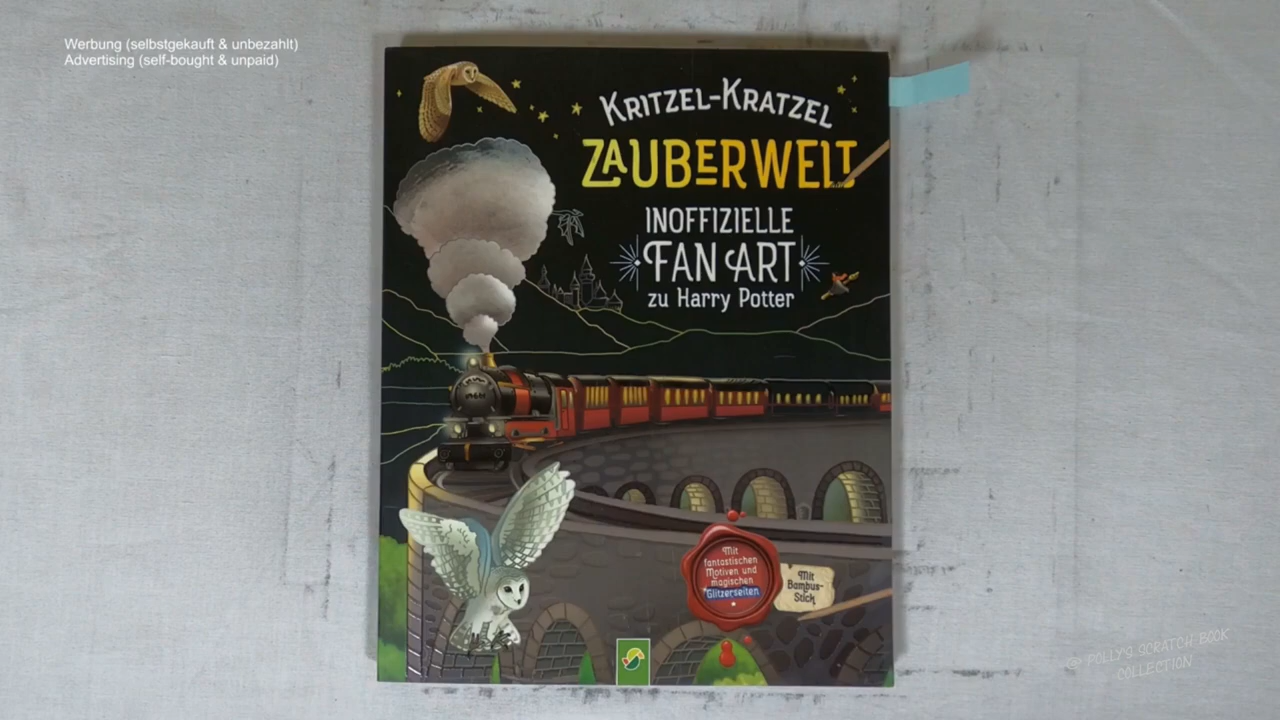 Werbung (selbstgekauft & unbezahlt)
Advertising (self-bought & unpaid)
KRITZEL-KRATZEL
ZAUBERWELT
INOFFIZIELLE
FAN ART
zu Harry Potter
Mit
fantastischen
Motiven und
magischen
Glitzerseiten
Mit
Bambus-
Stick
@ POLLY'S SCRATCH BOOK
COLLECTION